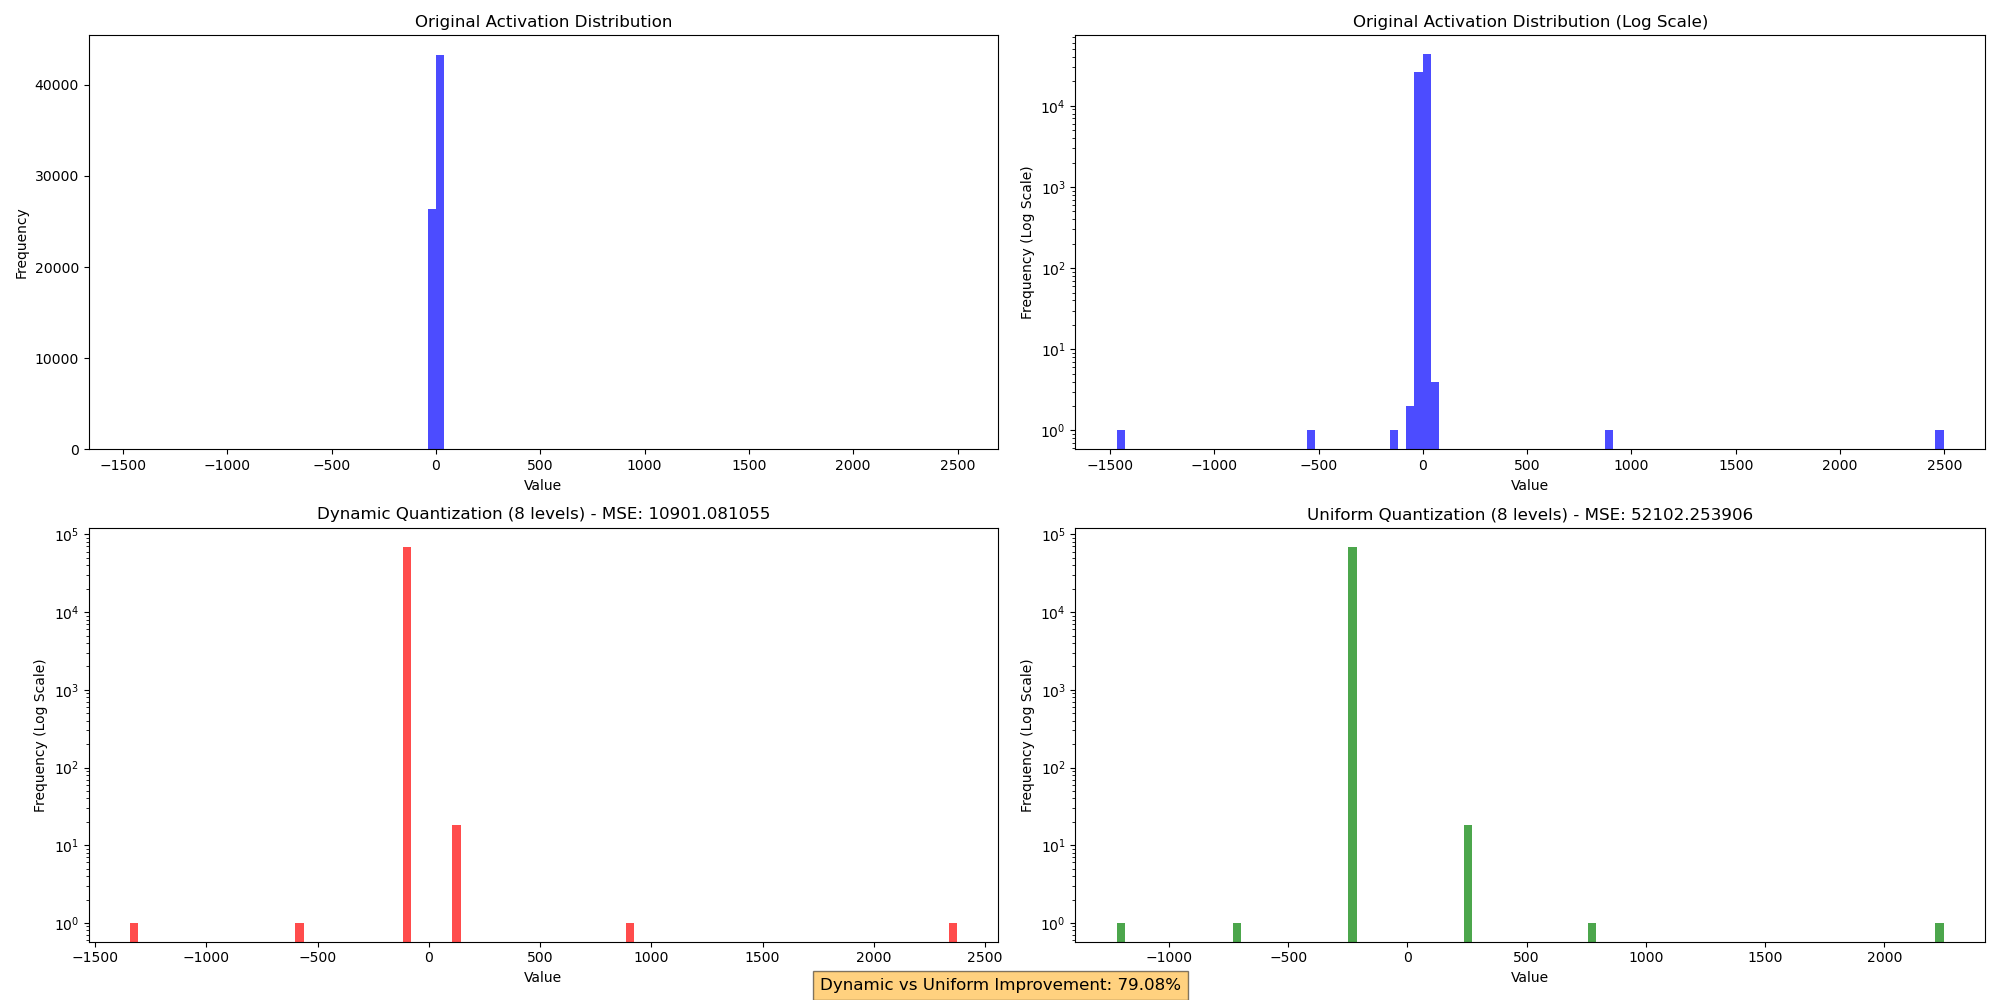 Original Activation Distribution
Frequency
40000
30000
20000
10000
0
−1500 −1000 −500 0 500 1000 1500 2000 2500
Value
Original Activation Distribution (Log Scale)
Frequency (Log Scale)
10^4
10^3
10^2
10^1
10^0
−1500 −1000 −500 0 500 1000 1500 2000 2500
Value
Dynamic Quantization (8 levels) - MSE: 10901.081055
Frequency (Log Scale)
10^5
10^4
10^3
10^2
10^1
10^0
−1500 −1000 −500 0 500 1000 1500 2000 2500
Value
Uniform Quantization (8 levels) - MSE: 52102.253906
Frequency (Log Scale)
10^5
10^4
10^3
10^2
10^1
10^0
−1000 −500 0 500 1000 1500 2000
Value
Dynamic vs Uniform Improvement: 79.08%